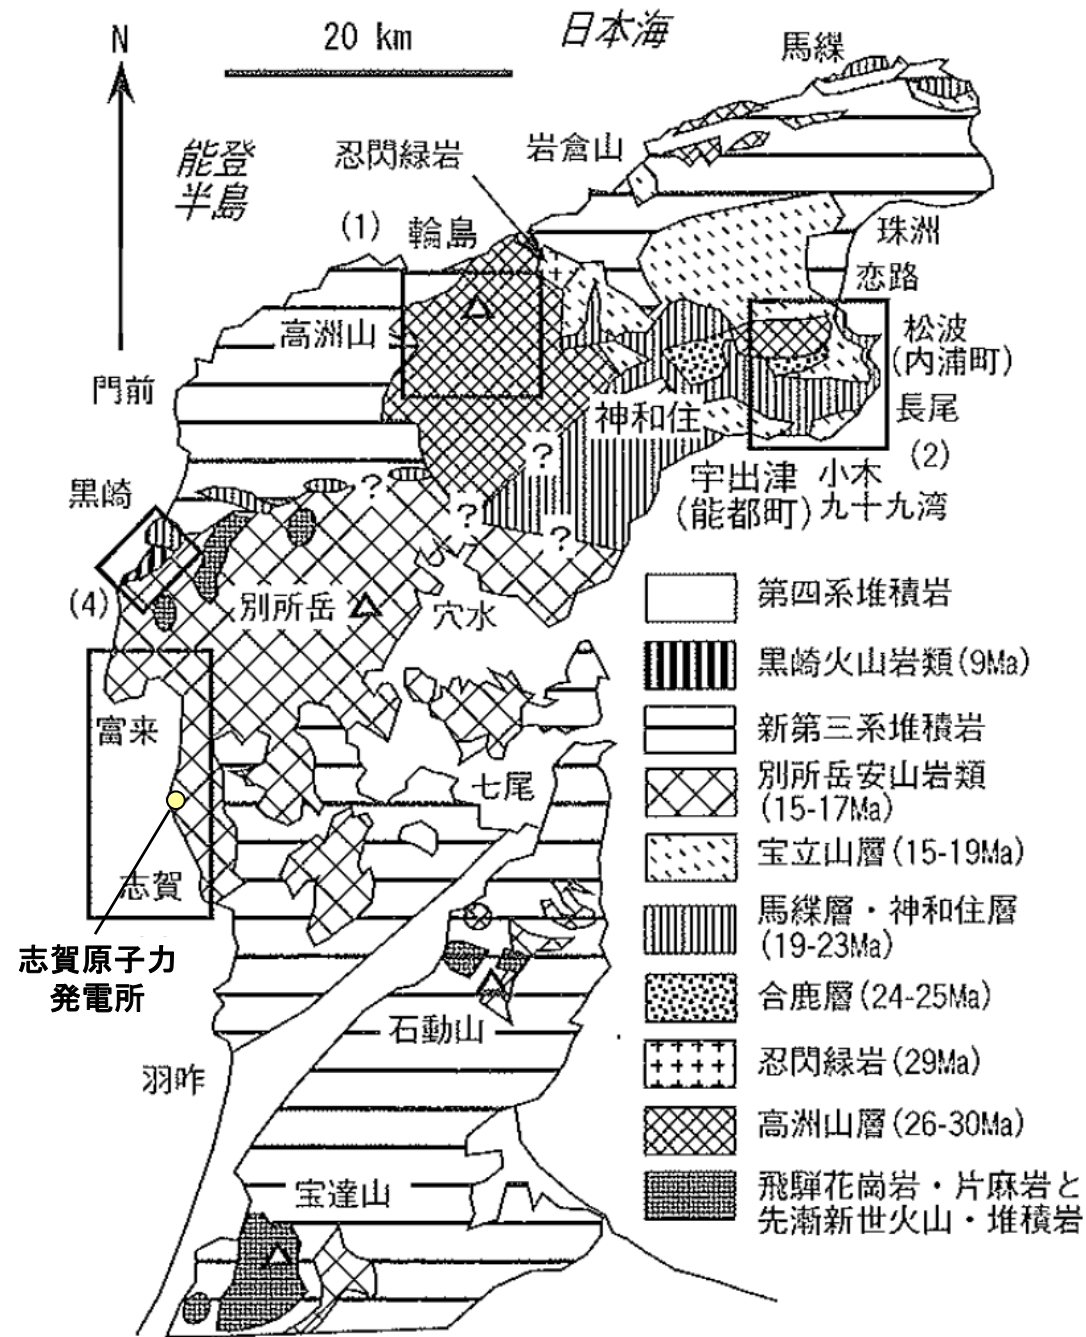 N
20 km
日本海
馬緤
能登
半島
忍閃緑岩
岩倉山
(1)
輪島
珠洲
恋路
高洲山
松波
(内浦町)
門前
長尾
神和住
?
(2)
黒崎
?
?
宇出津
(能都町)
小木
九十九湾
?
(4)
別所岳
穴水
富来
七尾
志賀
志賀原子力
発電所
石動山
羽咋
宝達山
第四系堆積岩
黒崎火山岩類(9Ma)
新第三系堆積岩
別所岳安山岩類
(15-17Ma)
宝立山層(15-19Ma)
馬緤層・神和住層
(19-23Ma)
合鹿層(24-25Ma)
忍閃緑岩(29Ma)
高洲山層(26-30Ma)
飛騨花崗岩・片麻岩と
先漸新世火山・堆積岩